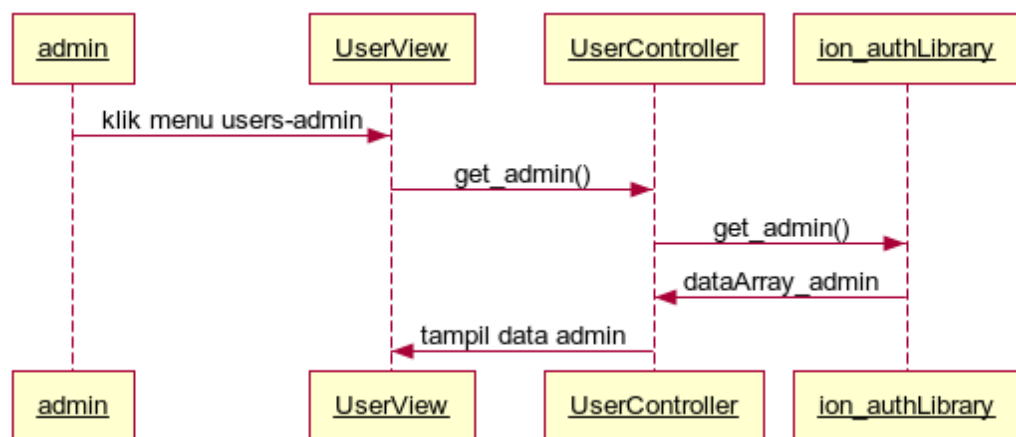 admin
UserView
UserController
ion_authLibrary
klik menu users-admin
get_admin()
get_admin()
dataArray_admin
tampil data admin
admin
UserView
UserController
ion_authLibrary